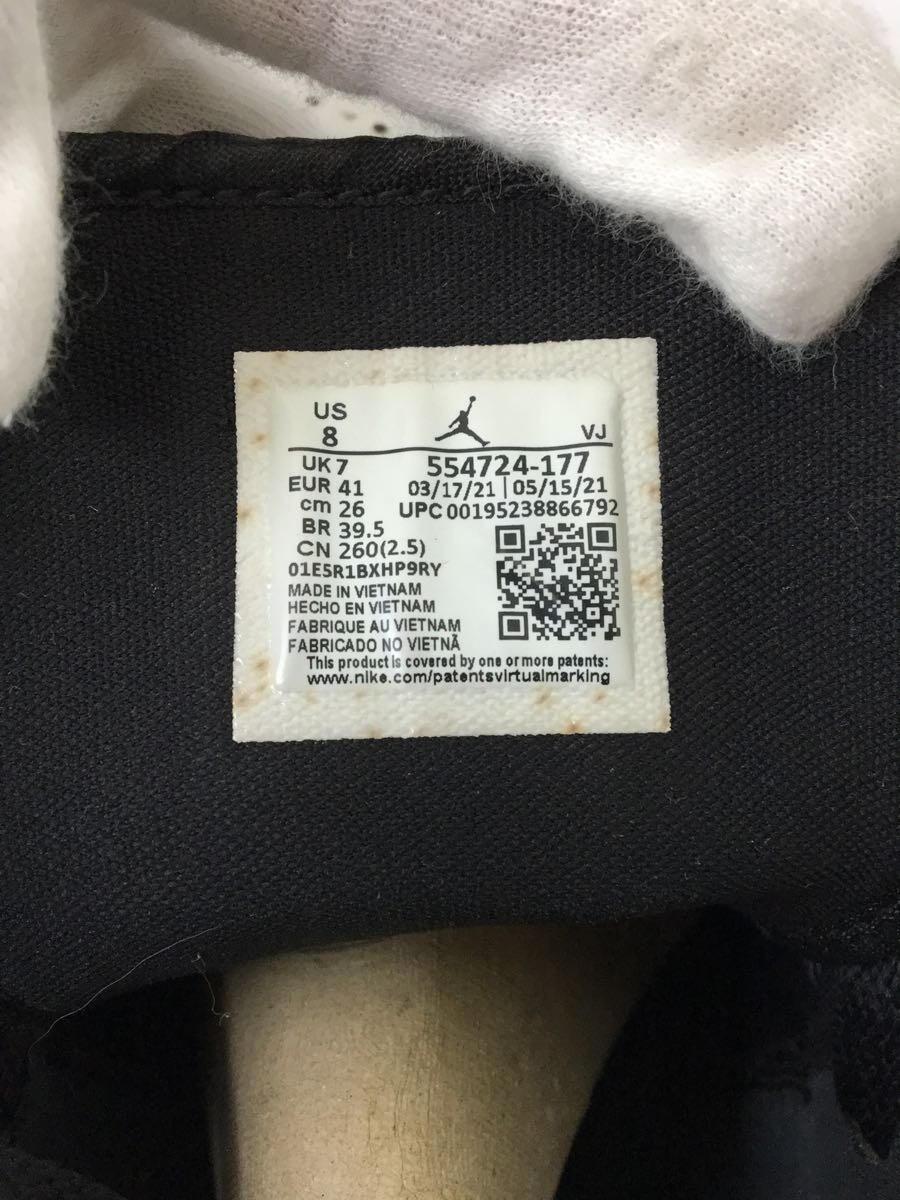 US
8
VJ
UK 7
554724-177
EUR 41
03/17/21 | 05/15/21
cm 26
UPC 00195238866792
BR 39.5
CN 260(2.5)
01E5R1BXHP9RY
MADE IN VIETNAM
HECHO EN VIETNAM
FABRIQUE AU VIETNAM
FABRICADO NO VIETNÃ
This product is covered by one or more patents:
www.nike.com/patentsvirtualmarking